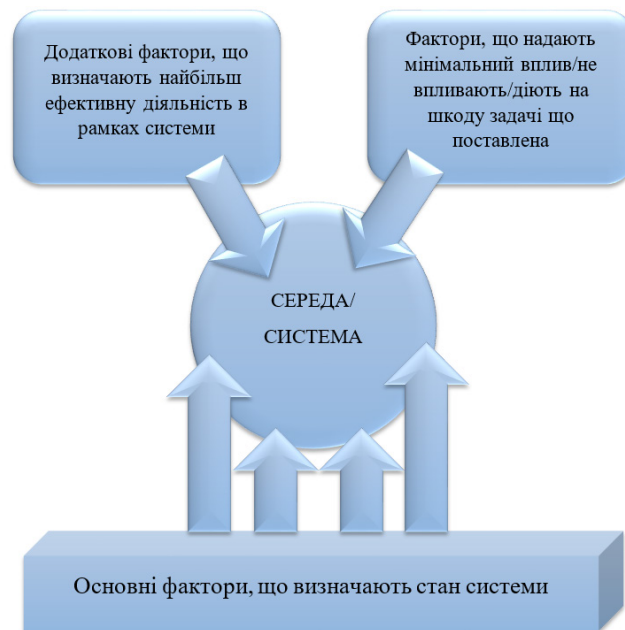 Додаткові фактори, що
визначають найбільш
ефективну діяльність в
рамках системи
Фактори, що надають
мінімальний вплив/не
впливають/діють на
шкоду задачі що
поставлена
СЕРЕДА/
СИСТЕМА
Основні фактори, що визначають стан системи